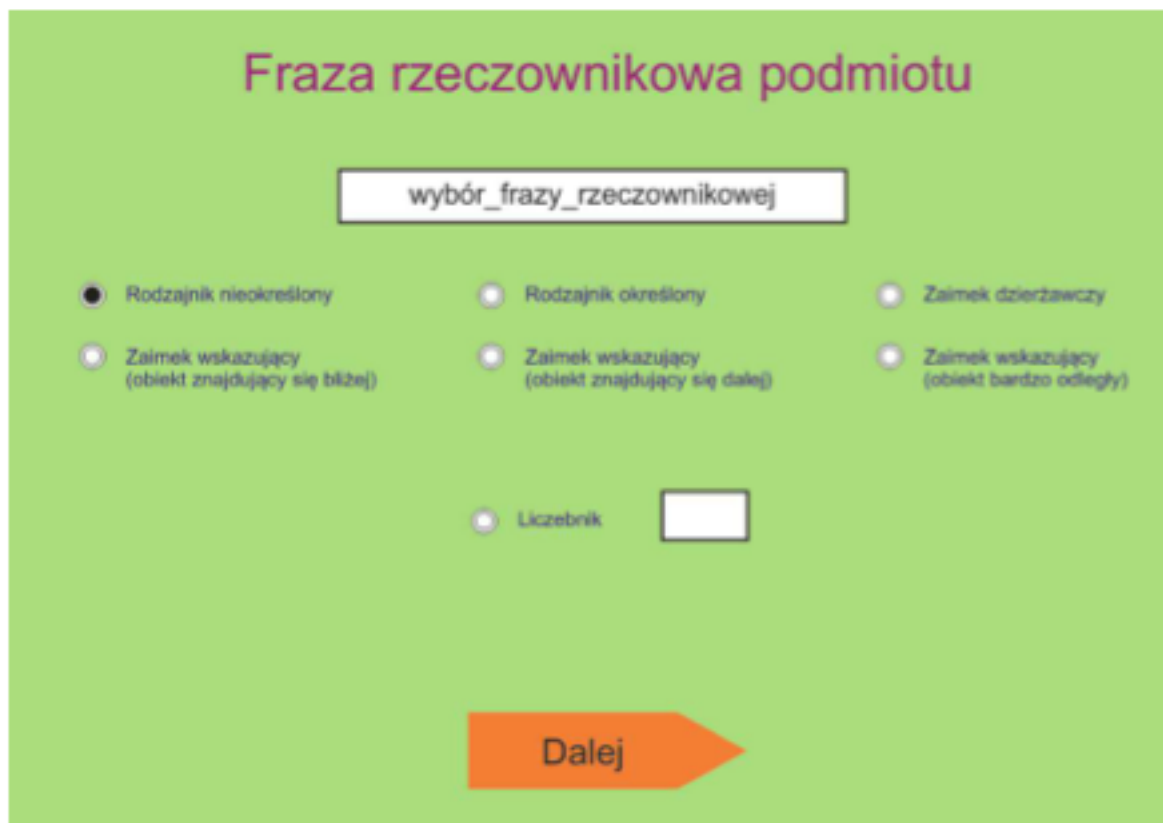 Fraza rzeczownikowa podmiotu
wybór_frazy_rzeczownikowej
Rodzajnik nieokreślony
Rodzajnik określony
Zaimek dzierżawczy
Zaimek wskazujący
(obiekt znajdujący się bliżej)
Zaimek wskazujący
(obiekt znajdujący się dalej)
Zaimek wskazujący
(obiekt bardzo odległy)
Liczebnik
Dalej